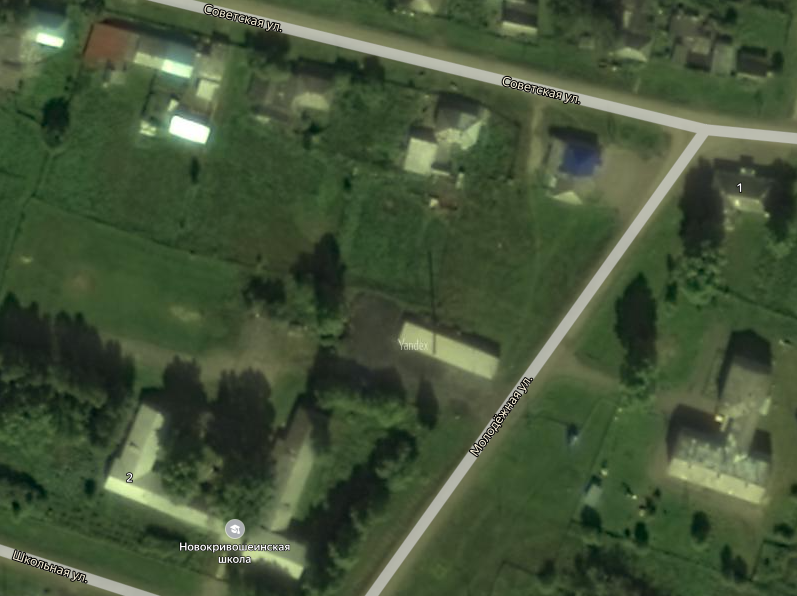 Советская ул.
Советская ул.
1
Yandex
Молодёжная ул.
2
Новокривошеинская
школа
Школьная ул.